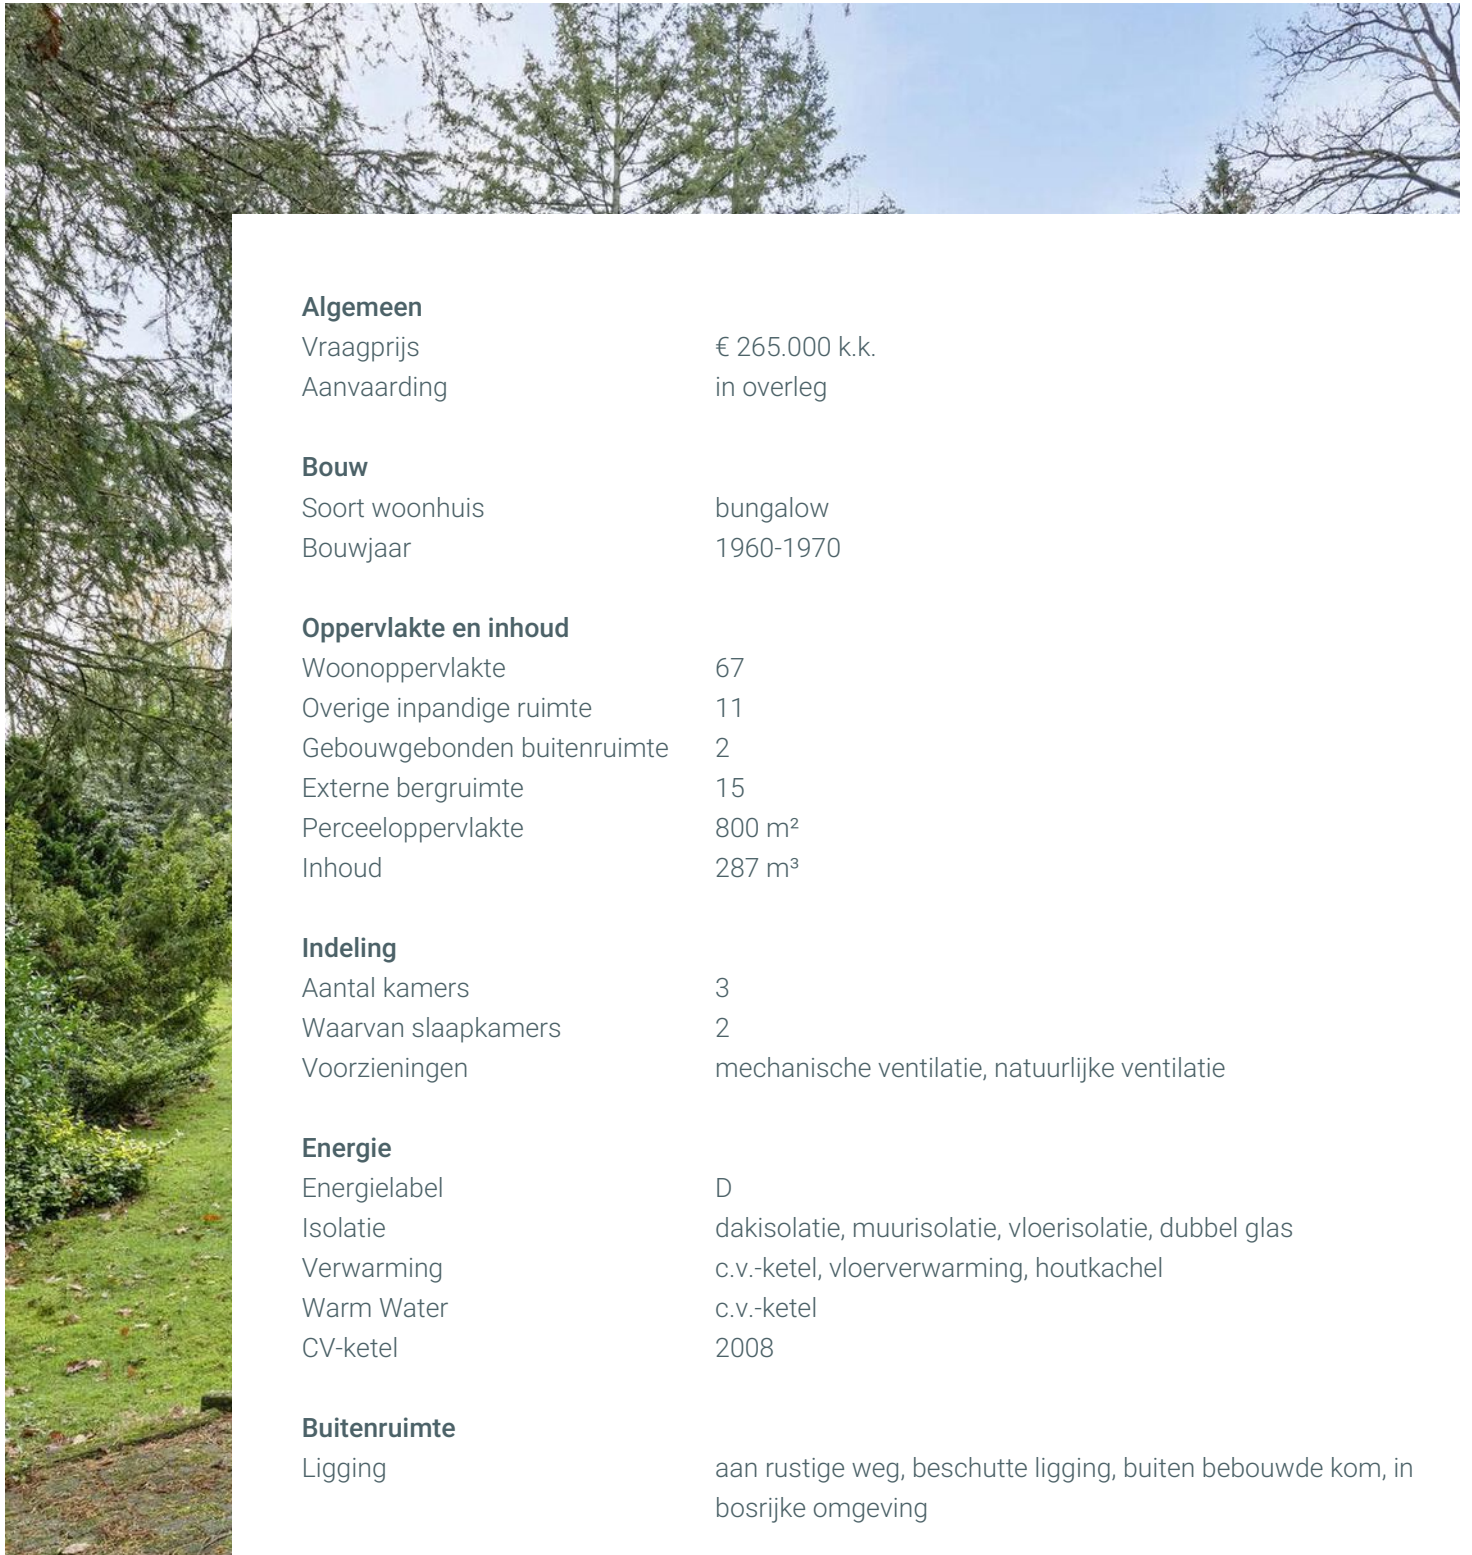 Algemeen
Vraagprijs € 265.000 k.k.
Aanvaarding in overleg
Bouw
Soort woonhuis bungalow
Bouwjaar 1960-1970
Oppervlakte en inhoud
Woonoppervlakte 67
Overige inpandige ruimte 11
Gebouwgebonden buitenruimte 2
Externe bergruimte 15
Perceeloppervlakte 800 m²
Inhoud 287 m³
Indeling
Aantal kamers 3
Waarvan slaapkamers 2
Voorzieningen mechanische ventilatie, natuurlijke ventilatie
Energie
Energielabel D
Isolatie dakisolatie, muurisolatie, vloerisolatie, dubbel glas
Verwarming c.v.-ketel, vloerverwarming, houtkachel
Warm Water c.v.-ketel
CV-ketel 2008
Buitenruimte
Ligging aan rustige weg, beschutte ligging, buiten bebouwde kom, in
bosrijke omgeving